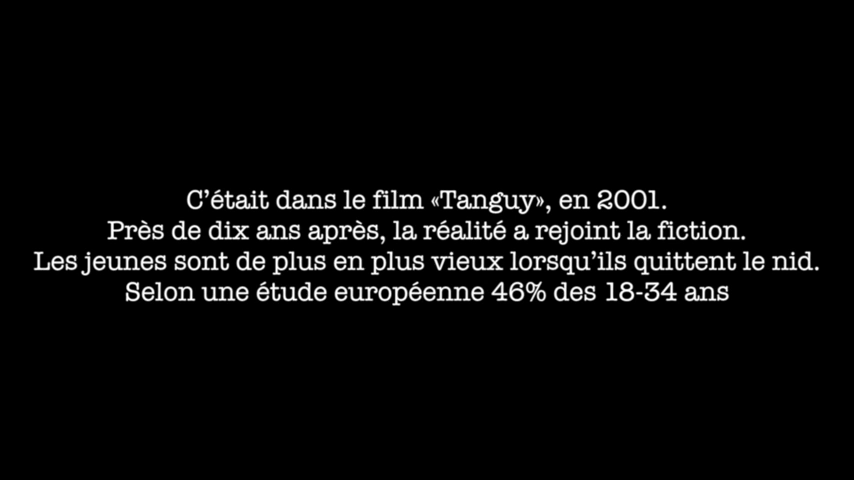 C'était dans le film «Tanguy», en 2001.
Près de dix ans après, la réalité a rejoint la fiction.
Les jeunes sont de plus en plus vieux lorsqu'ils quittent le nid.
Selon une étude européenne 46% des 18-34 ans